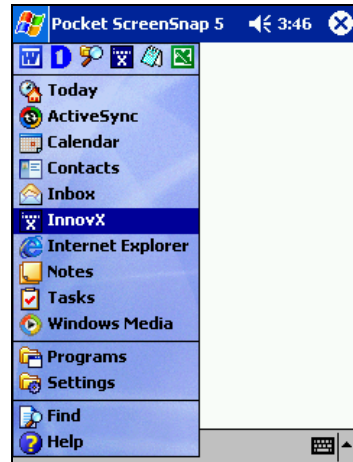 Pocket ScreenSnap 5 3:46
Today
ActiveSync
Calendar
Contacts
Inbox
InnovX
Internet Explorer
Notes
Tasks
Windows Media
Programs
Settings
Find
Help